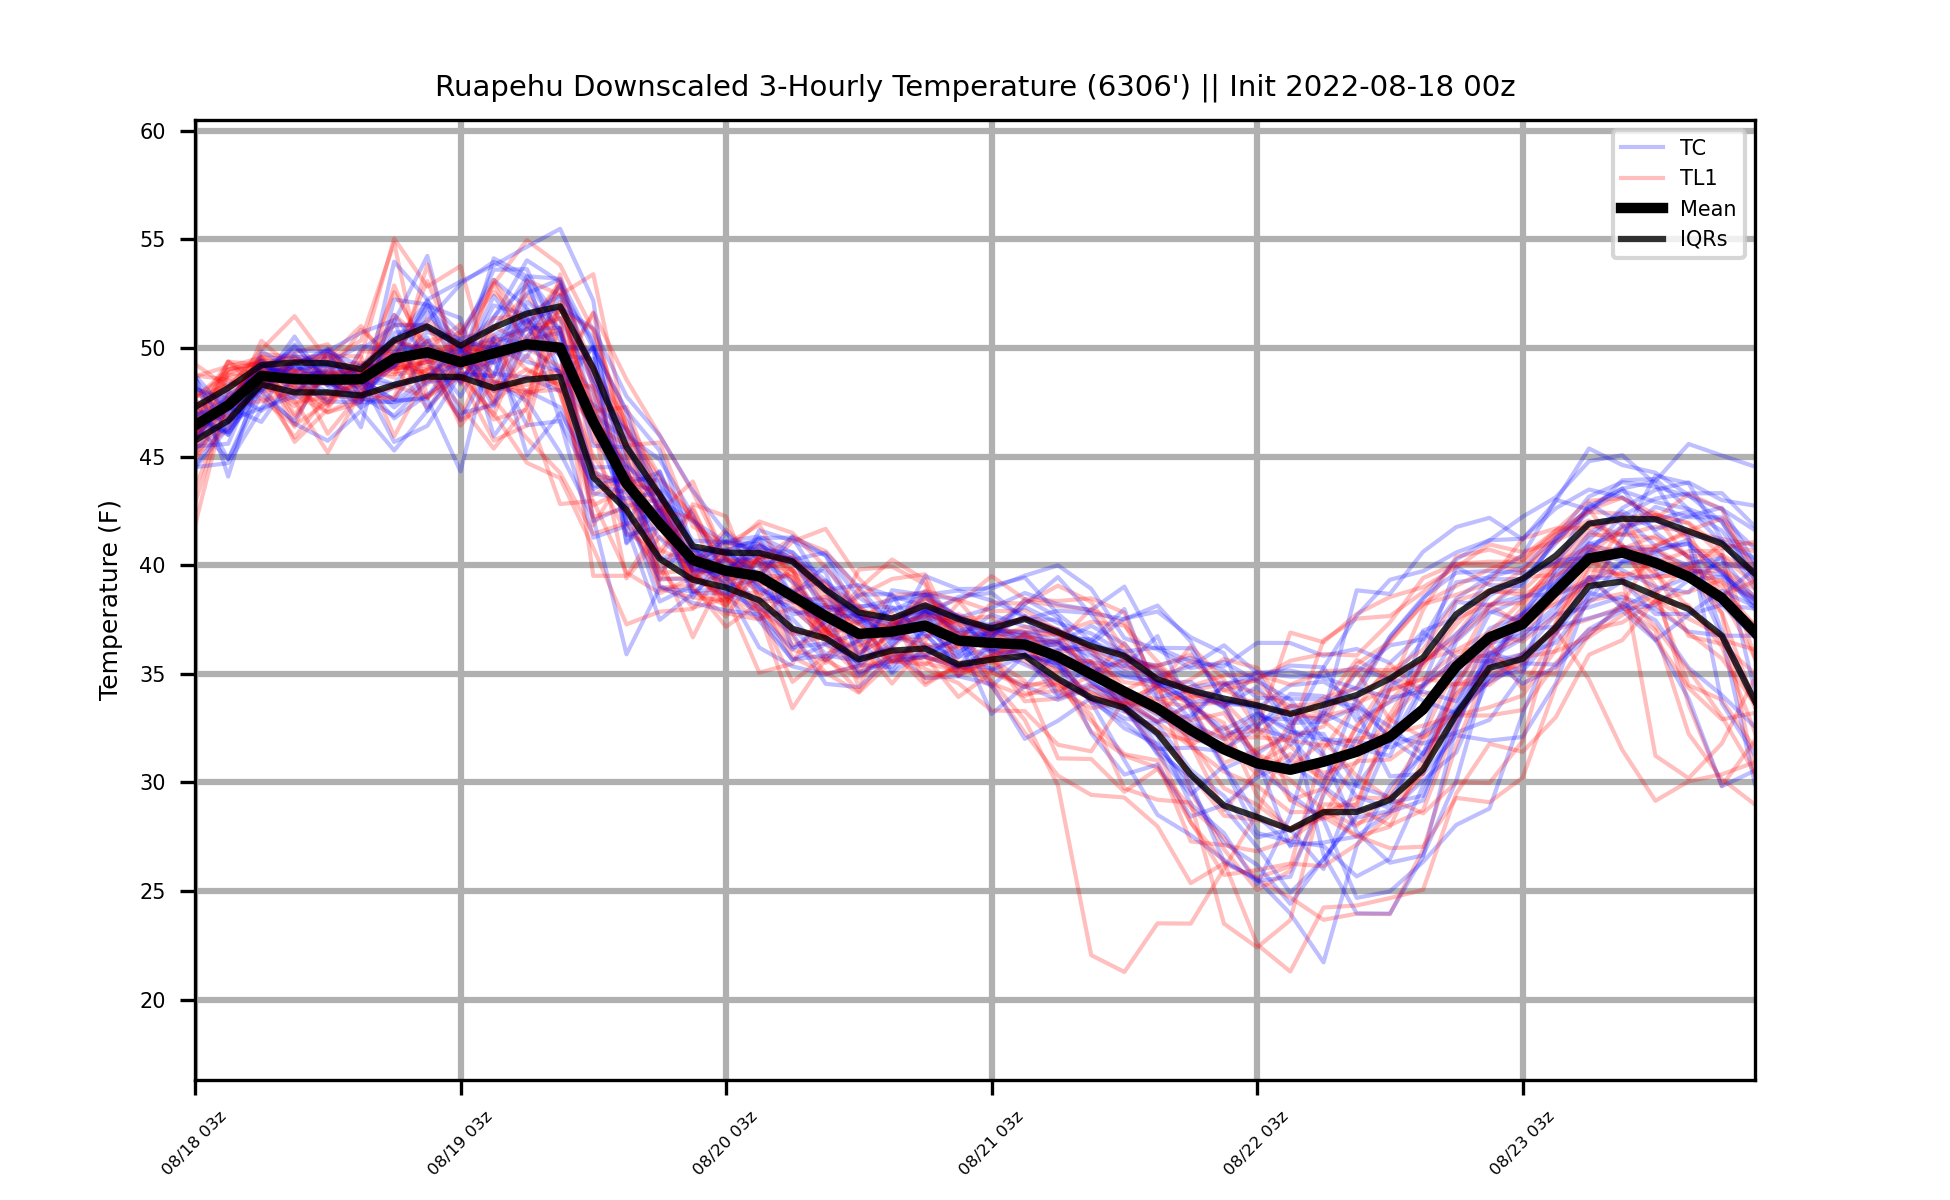 Ruapehu Downscaled 3-Hourly Temperature (6306') || Init 2022-08-18 00z
TC
TL1
Mean
IQRs
Temperature (F)
60
55
50
45
40
35
30
25
20
08/18 03z
08/19 03z
08/20 03z
08/21 03z
08/22 03z
08/23 03z